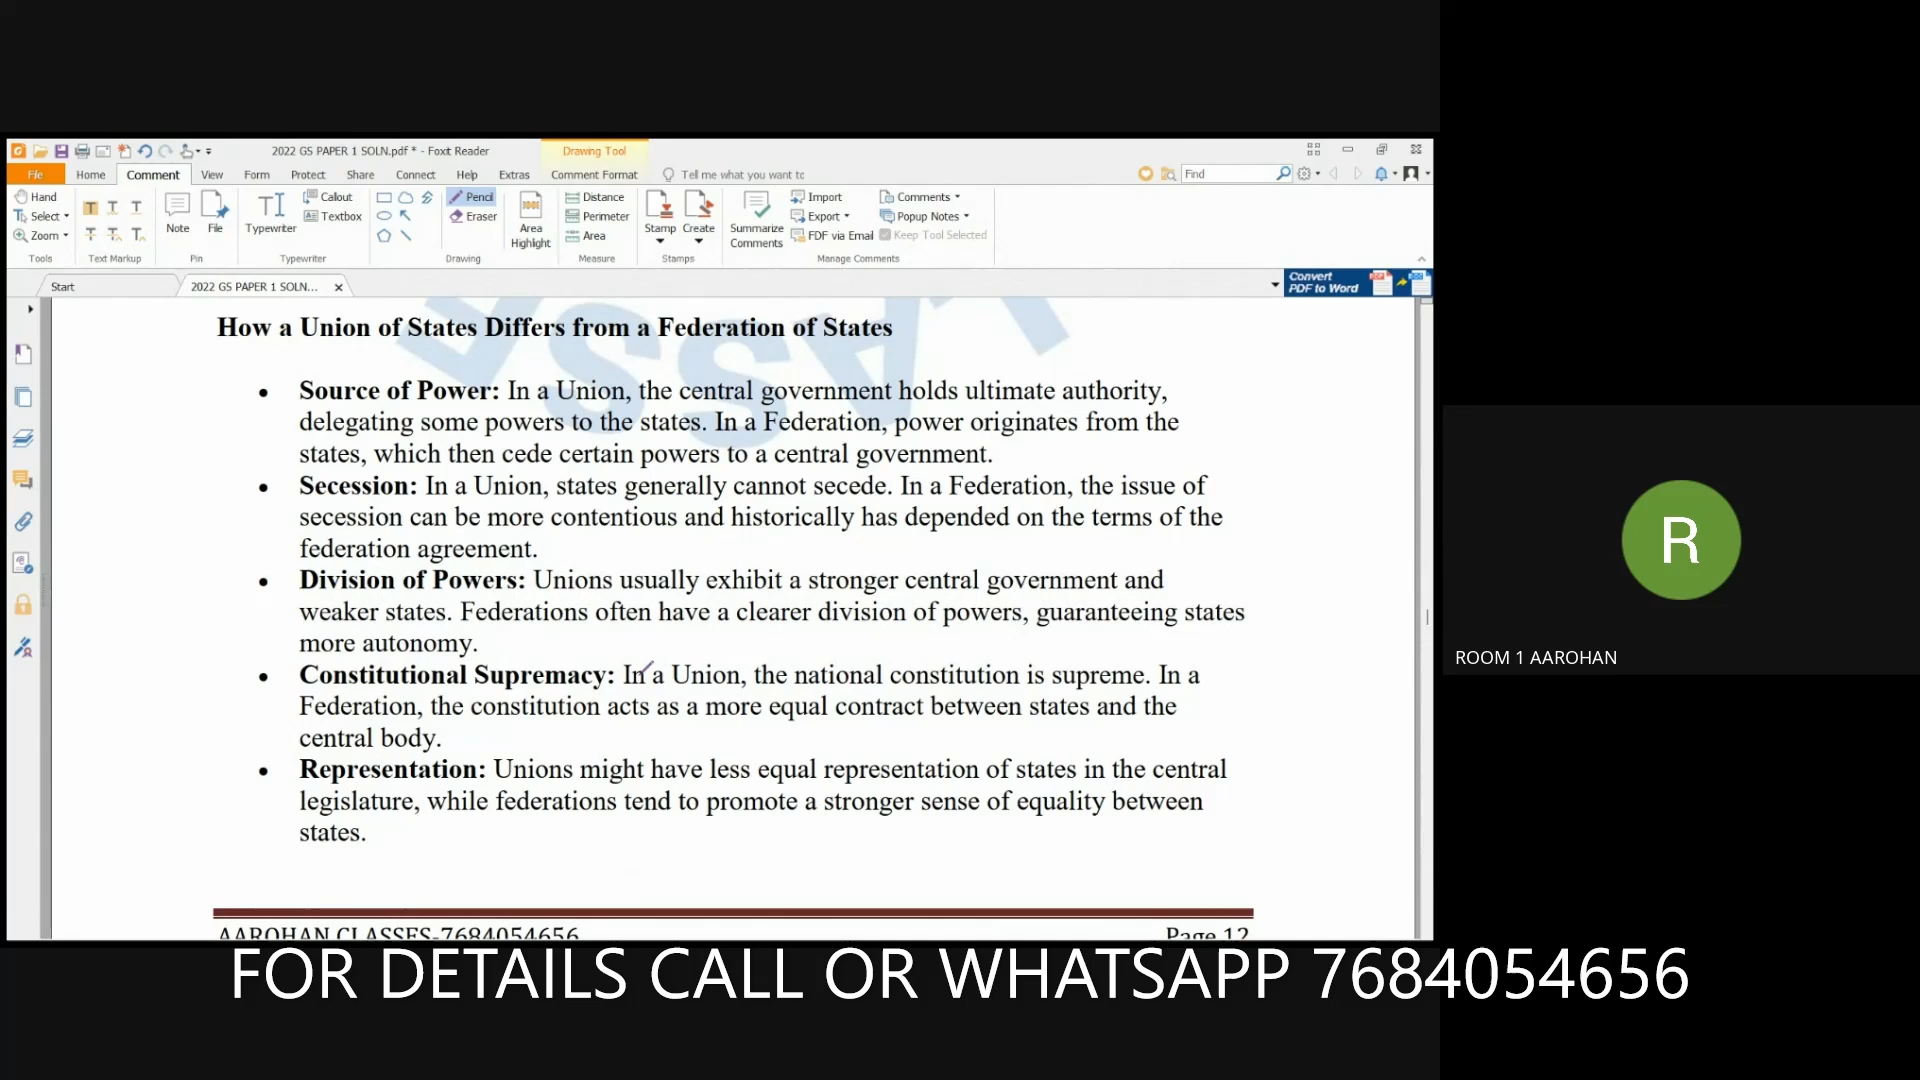 2022 GS PAPER 1 SOLN.pdf * - Foxit Reader
Drawing Tool
File
Home
Comment
View
Form
Protect
Share
Connect
Help
Extras
Comment Format
Tell me what you want to
Find
Hand
Select
Zoom
Tools
Text Markup
Note
File
Pin
Typewriter
Callout
Textbox
Typewriter
Pencil
Eraser
Drawing
Area
Highlight
Distance
Perimeter
Area
Measure
Stamp
Create
Stamps
Summarize
Comments
Import
Export
FDF via Email
Comments
Popup Notes
Keep Tool Selected
Manage Comments
Start
2022 GS PAPER 1 SOLN...
Convert
PDF to Word
How a Union of States Differs from a Federation of States
• Source of Power: In a Union, the central government holds ultimate authority,
delegating some powers to the states. In a Federation, power originates from the
states, which then cede certain powers to a central government.
• Secession: In a Union, states generally cannot secede. In a Federation, the issue of
secession can be more contentious and historically has depended on the terms of the
federation agreement.
• Division of Powers: Unions usually exhibit a stronger central government and
weaker states. Federations often have a clearer division of powers, guaranteeing states
more autonomy.
• Constitutional Supremacy: In a Union, the national constitution is supreme. In a
Federation, the constitution acts as a more equal contract between states and the
central body.
• Representation: Unions might have less equal representation of states in the central
legislature, while federations tend to promote a stronger sense of equality between
states.
AAROHAN CLASSES-7684054656
Page 12
R
ROOM 1 AAROHAN
FOR DETAILS CALL OR WHATSAPP 7684054656